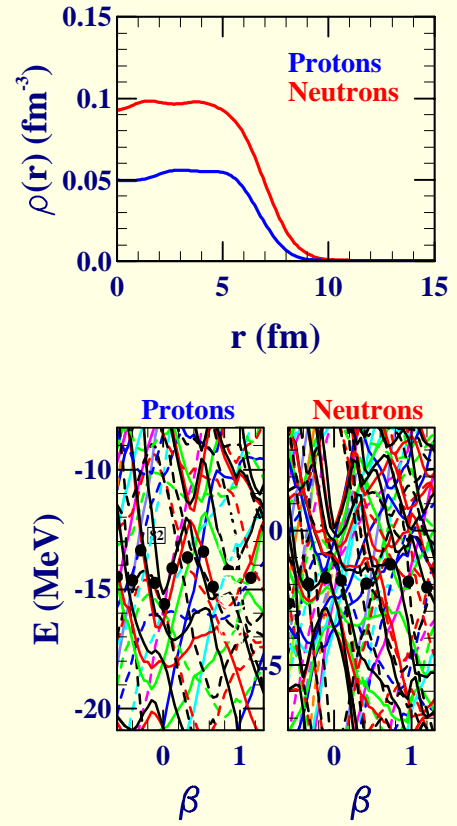 0.15
0.1
0.05
0.0
ρ(r) (fm⁻³)
Protons
Neutrons
0 5 10 15
r (fm)
Protons Neutrons
-10
-15
-20
E (MeV)
82
0
-5
0 1 0 1
β β